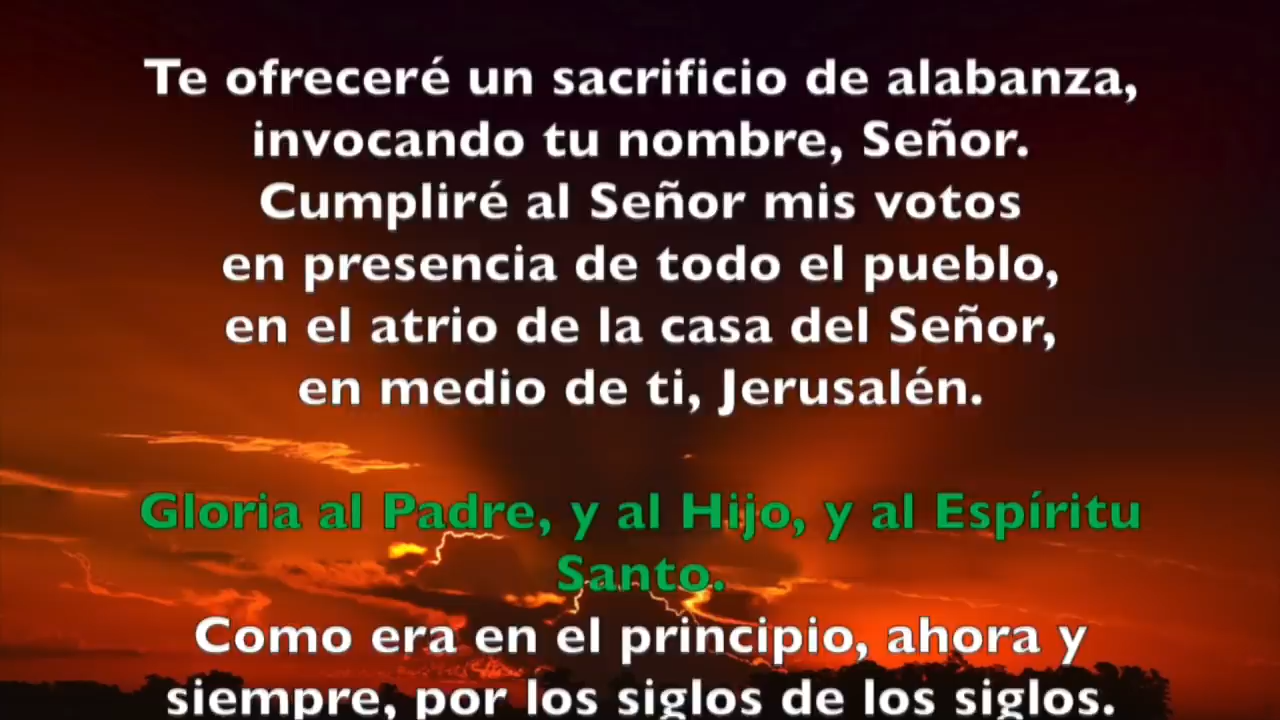 Te ofreceré un sacrificio de alabanza,
invocando tu nombre, Señor.
Cumpliré al Señor mis votos
en presencia de todo el pueblo,
en el atrio de la casa del Señor,
en medio de ti, Jerusalén.
Gloria al Padre, y al Hijo, y al Espíritu
Santo.
Como era en el principio, ahora y
siempre, por los siglos de los siglos.